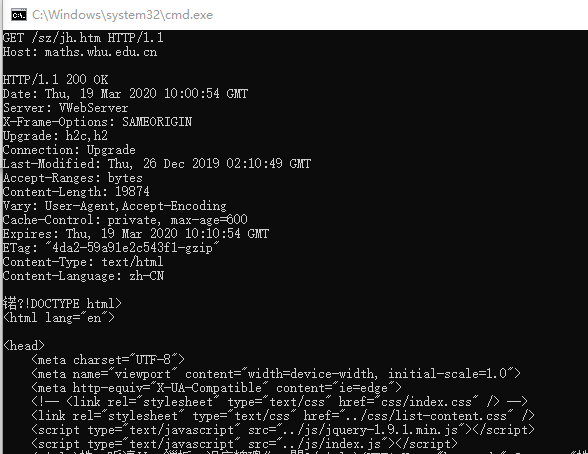 C:\Windows\system32\cmd.exe
GET /sz/jh.htm HTTP/1.1
Host: maths.whu.edu.cn
HTTP/1.1 200 OK
Date: Thu, 19 Mar 2020 10:00:54 GMT
Server: VWebServer
X-Frame-Options: SAMEORIGIN
Upgrade: h2c,h2
Connection: Upgrade
Last-Modified: Thu, 26 Dec 2019 02:10:49 GMT
Accept-Ranges: bytes
Content-Length: 19874
Vary: User-Agent,Accept-Encoding
Cache-Control: private, max-age=600
Expires: Thu, 19 Mar 2020 10:10:54 GMT
ETag: "4da2-59a91e2c543f1-gzip"
Content-Type: text/html
Content-Language: zh-CN
锘?!DOCTYPE html>
<html lang="en">
<head>
<meta charset="UTF-8">
<meta name="viewport" content="width=device-width, initial-scale=1.0">
<meta http-equiv="X-UA-Compatible" content="ie=edge">
<!-- <link rel="stylesheet" type="text/css" href="css/index.css" /> -->
<link rel="stylesheet" type="text/css" href="../css/list-content.css" />
<script type="text/javascript" src="../js/jquery-1.9.1.min.js"></script>
<script type="text/javascript" src="../js/index.js"></script>